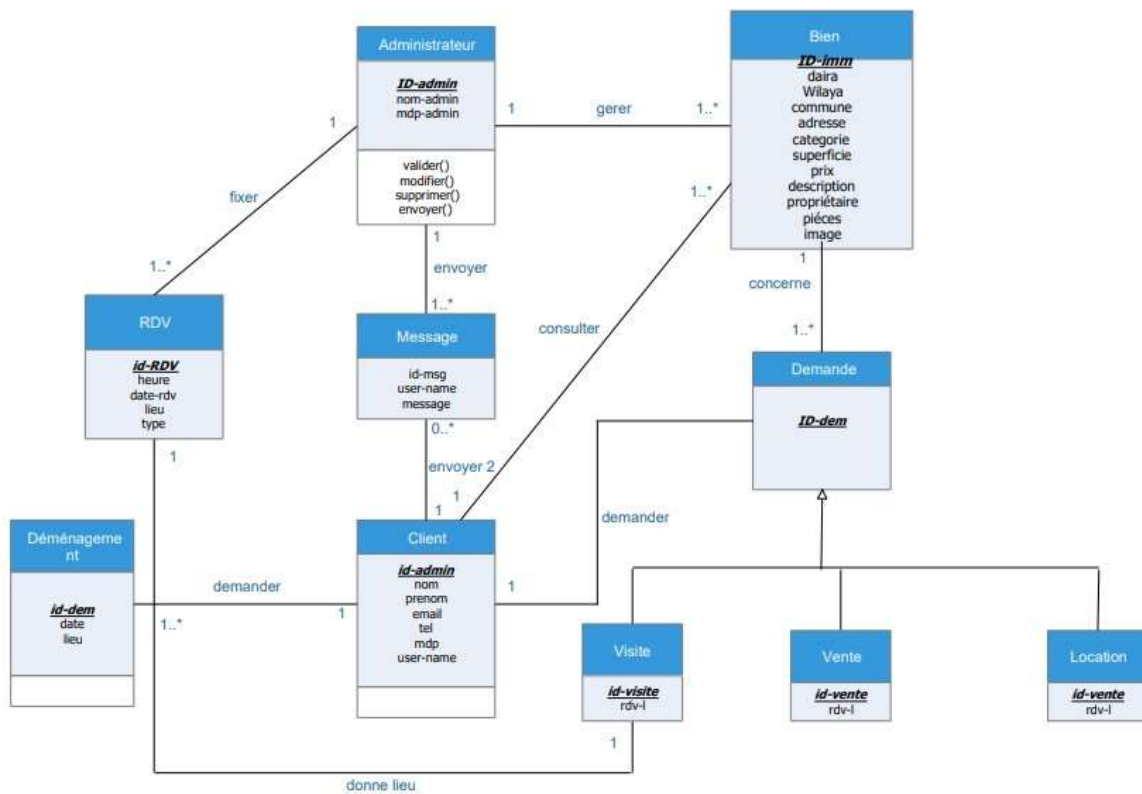 Administrateur
ID-admin
nom-admin
mdp-admin
valider()
modifier()
supprimer()
envoyer()
Bien
ID-imm
daira
Wilaya
commune
adresse
categorie
superficie
prix
description
propriétaire
piéces
image
1
gerer
1..*
1
fixer
1..*
1
envoyer
1..*
1..*
consulter
1
1
concerne
1..*
RDV
id-RDV
heure
date-rdv
lieu
type
1
Message
id-msg
user-name
message
0..*
envoyer 2
1
Demande
ID-dem
demander
1
Déménageme
nt
id-dem
date
lieu
demander
1..*
1
Client
id-admin
nom
prenom
email
tel
mdp
user-name
Visite
id-visite
rdv-l
1
Vente
id-vente
rdv-l
Location
id-vente
rdv-l
donne lieu